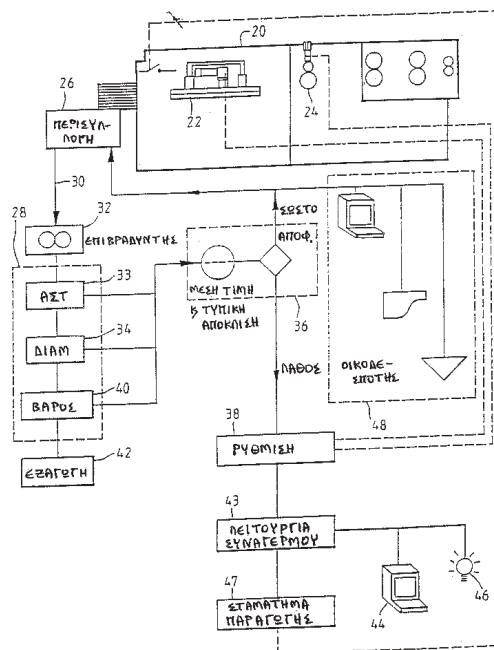 20
26
ΠΕΡΙΣΥΛ-
ΛΟΓΗ
22
24
30
32
ΕΠΙΒΡΑΔΥΝΤΗΣ
28
33
ΑΣΤ
34
ΔΙΑΜ
40
ΒΑΡΟΣ
42
ΕΞΑΓΩΓΗ
ΣΩΣΤΟ
ΑΠΟΦ.
ΜΕΣΗ ΤΙΜΗ
& ΤΥΠΙΚΗ
ΑΠΟΚΛΙΣΗ
36
ΛΑΘΟΣ
ΟΙΚΟΔΕ-
ΣΠΟΤΗΣ
48
38
ΡΥΘΜΙΣΗ
43
ΛΕΙΤΟΥΡΓΙΑ
ΣΥΝΑΓΕΡΜΟΥ
44
46
47
ΣΤΑΜΑΤΗΜΑ
ΠΑΡΑΓΩΓΗΣ